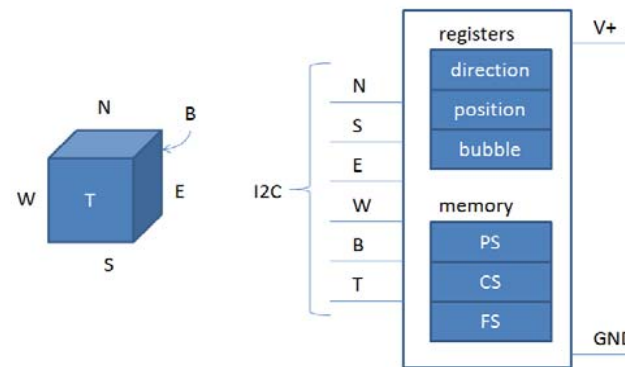 N
B
W
T
E
S
I2C
N
S
E
W
B
T
registers
direction
position
bubble
memory
PS
CS
FS
V+
GND